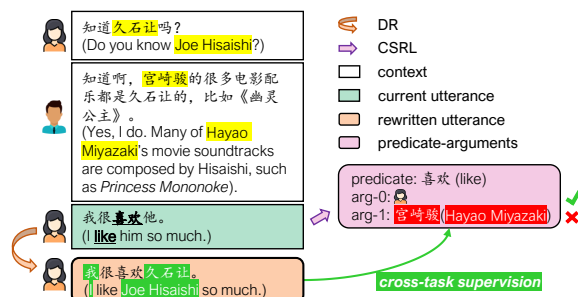 知道久石让吗?
(Do you know Joe Hisaishi?)
知道啊，宫崎骏的很多电影配
乐都是久石让的，比如《幽灵
公主》。
(Yes, I do. Many of Hayao
Miyazaki's movie soundtracks
are composed by Hisaishi, such
as Princess Mononoke).
我很喜欢他。
(I like him so much.)
我很喜欢久石让。
(I like Joe Hisaishi so much.)
DR
CSRL
context
current utterance
rewritten utterance
predicate-arguments
predicate: 喜欢 (like)
arg-0:
arg-1: 宫崎骏(Hayao Miyazaki)
cross-task supervision